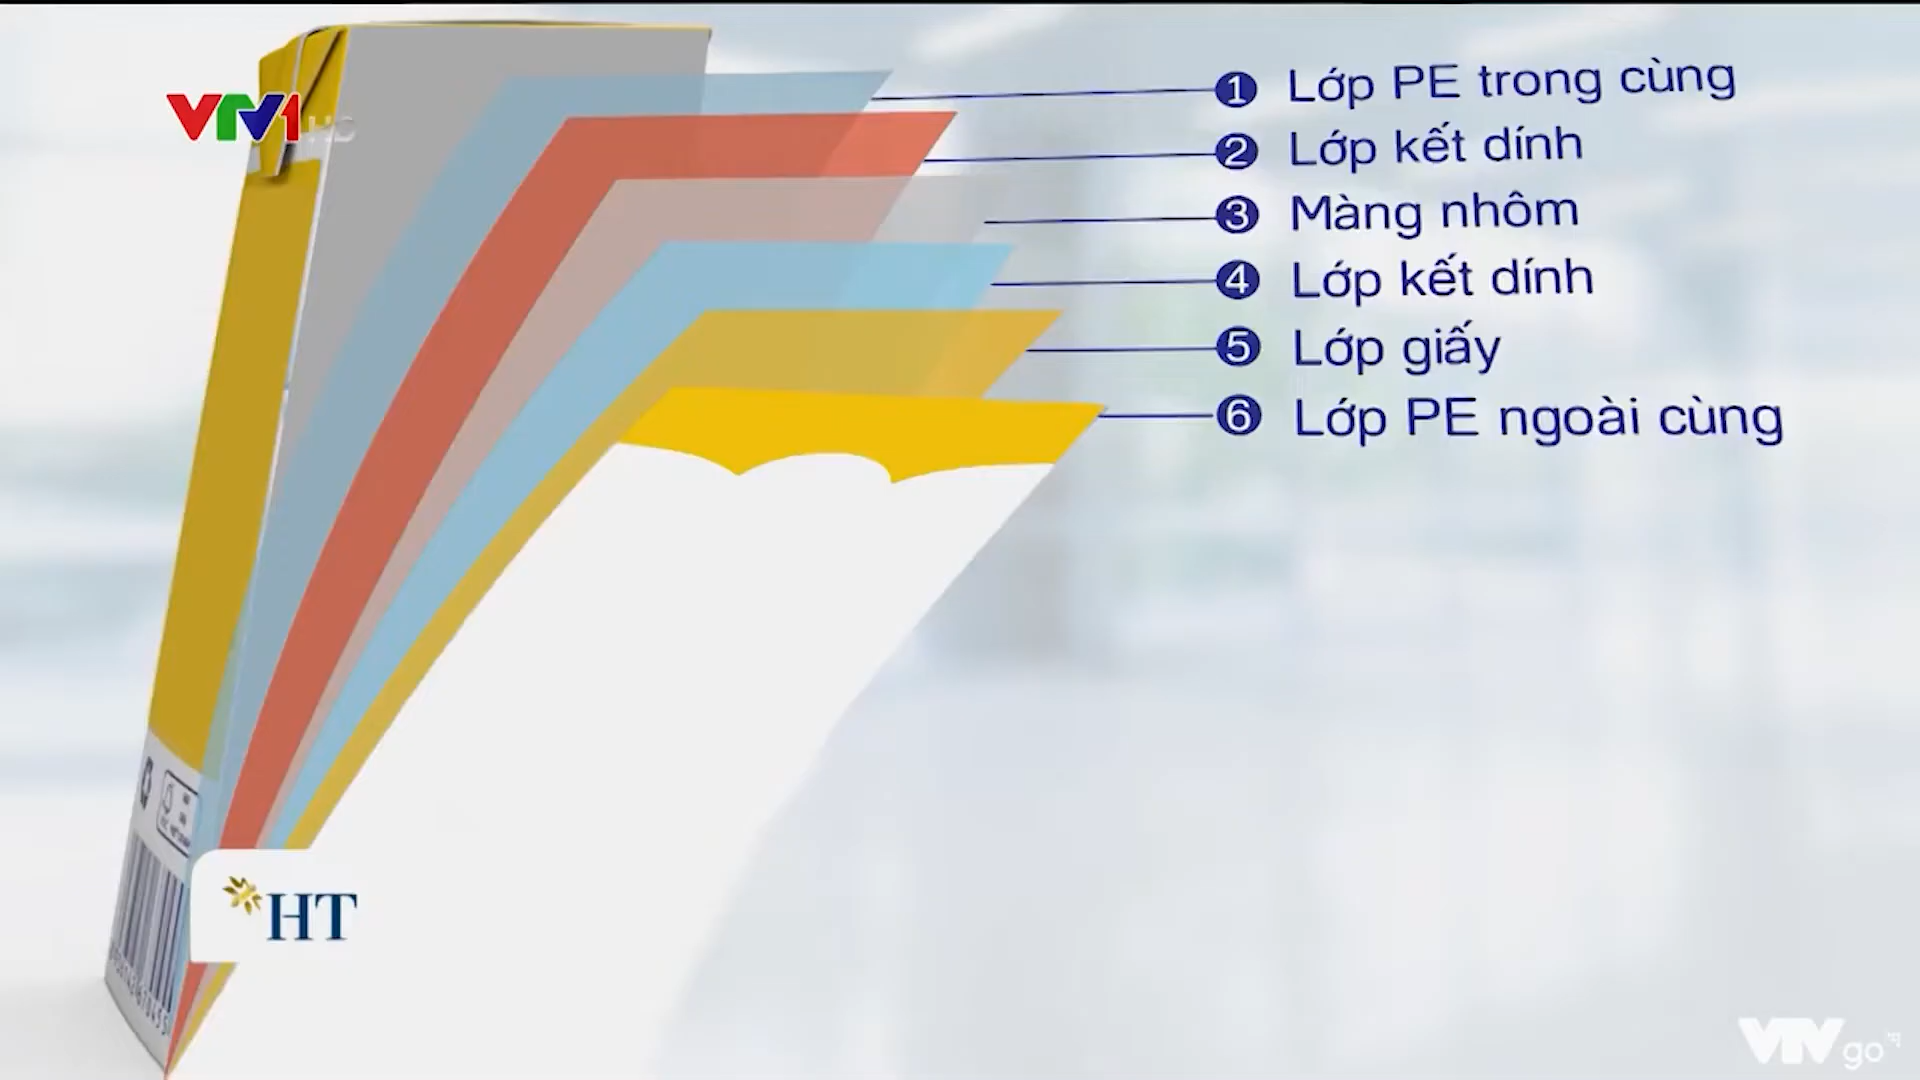 VTV1
HD
1 Lớp PE trong cùng
2 Lớp kết dính
3 Màng nhôm
4 Lớp kết dính
5 Lớp giấy
6 Lớp PE ngoài cùng
HT
VTV go